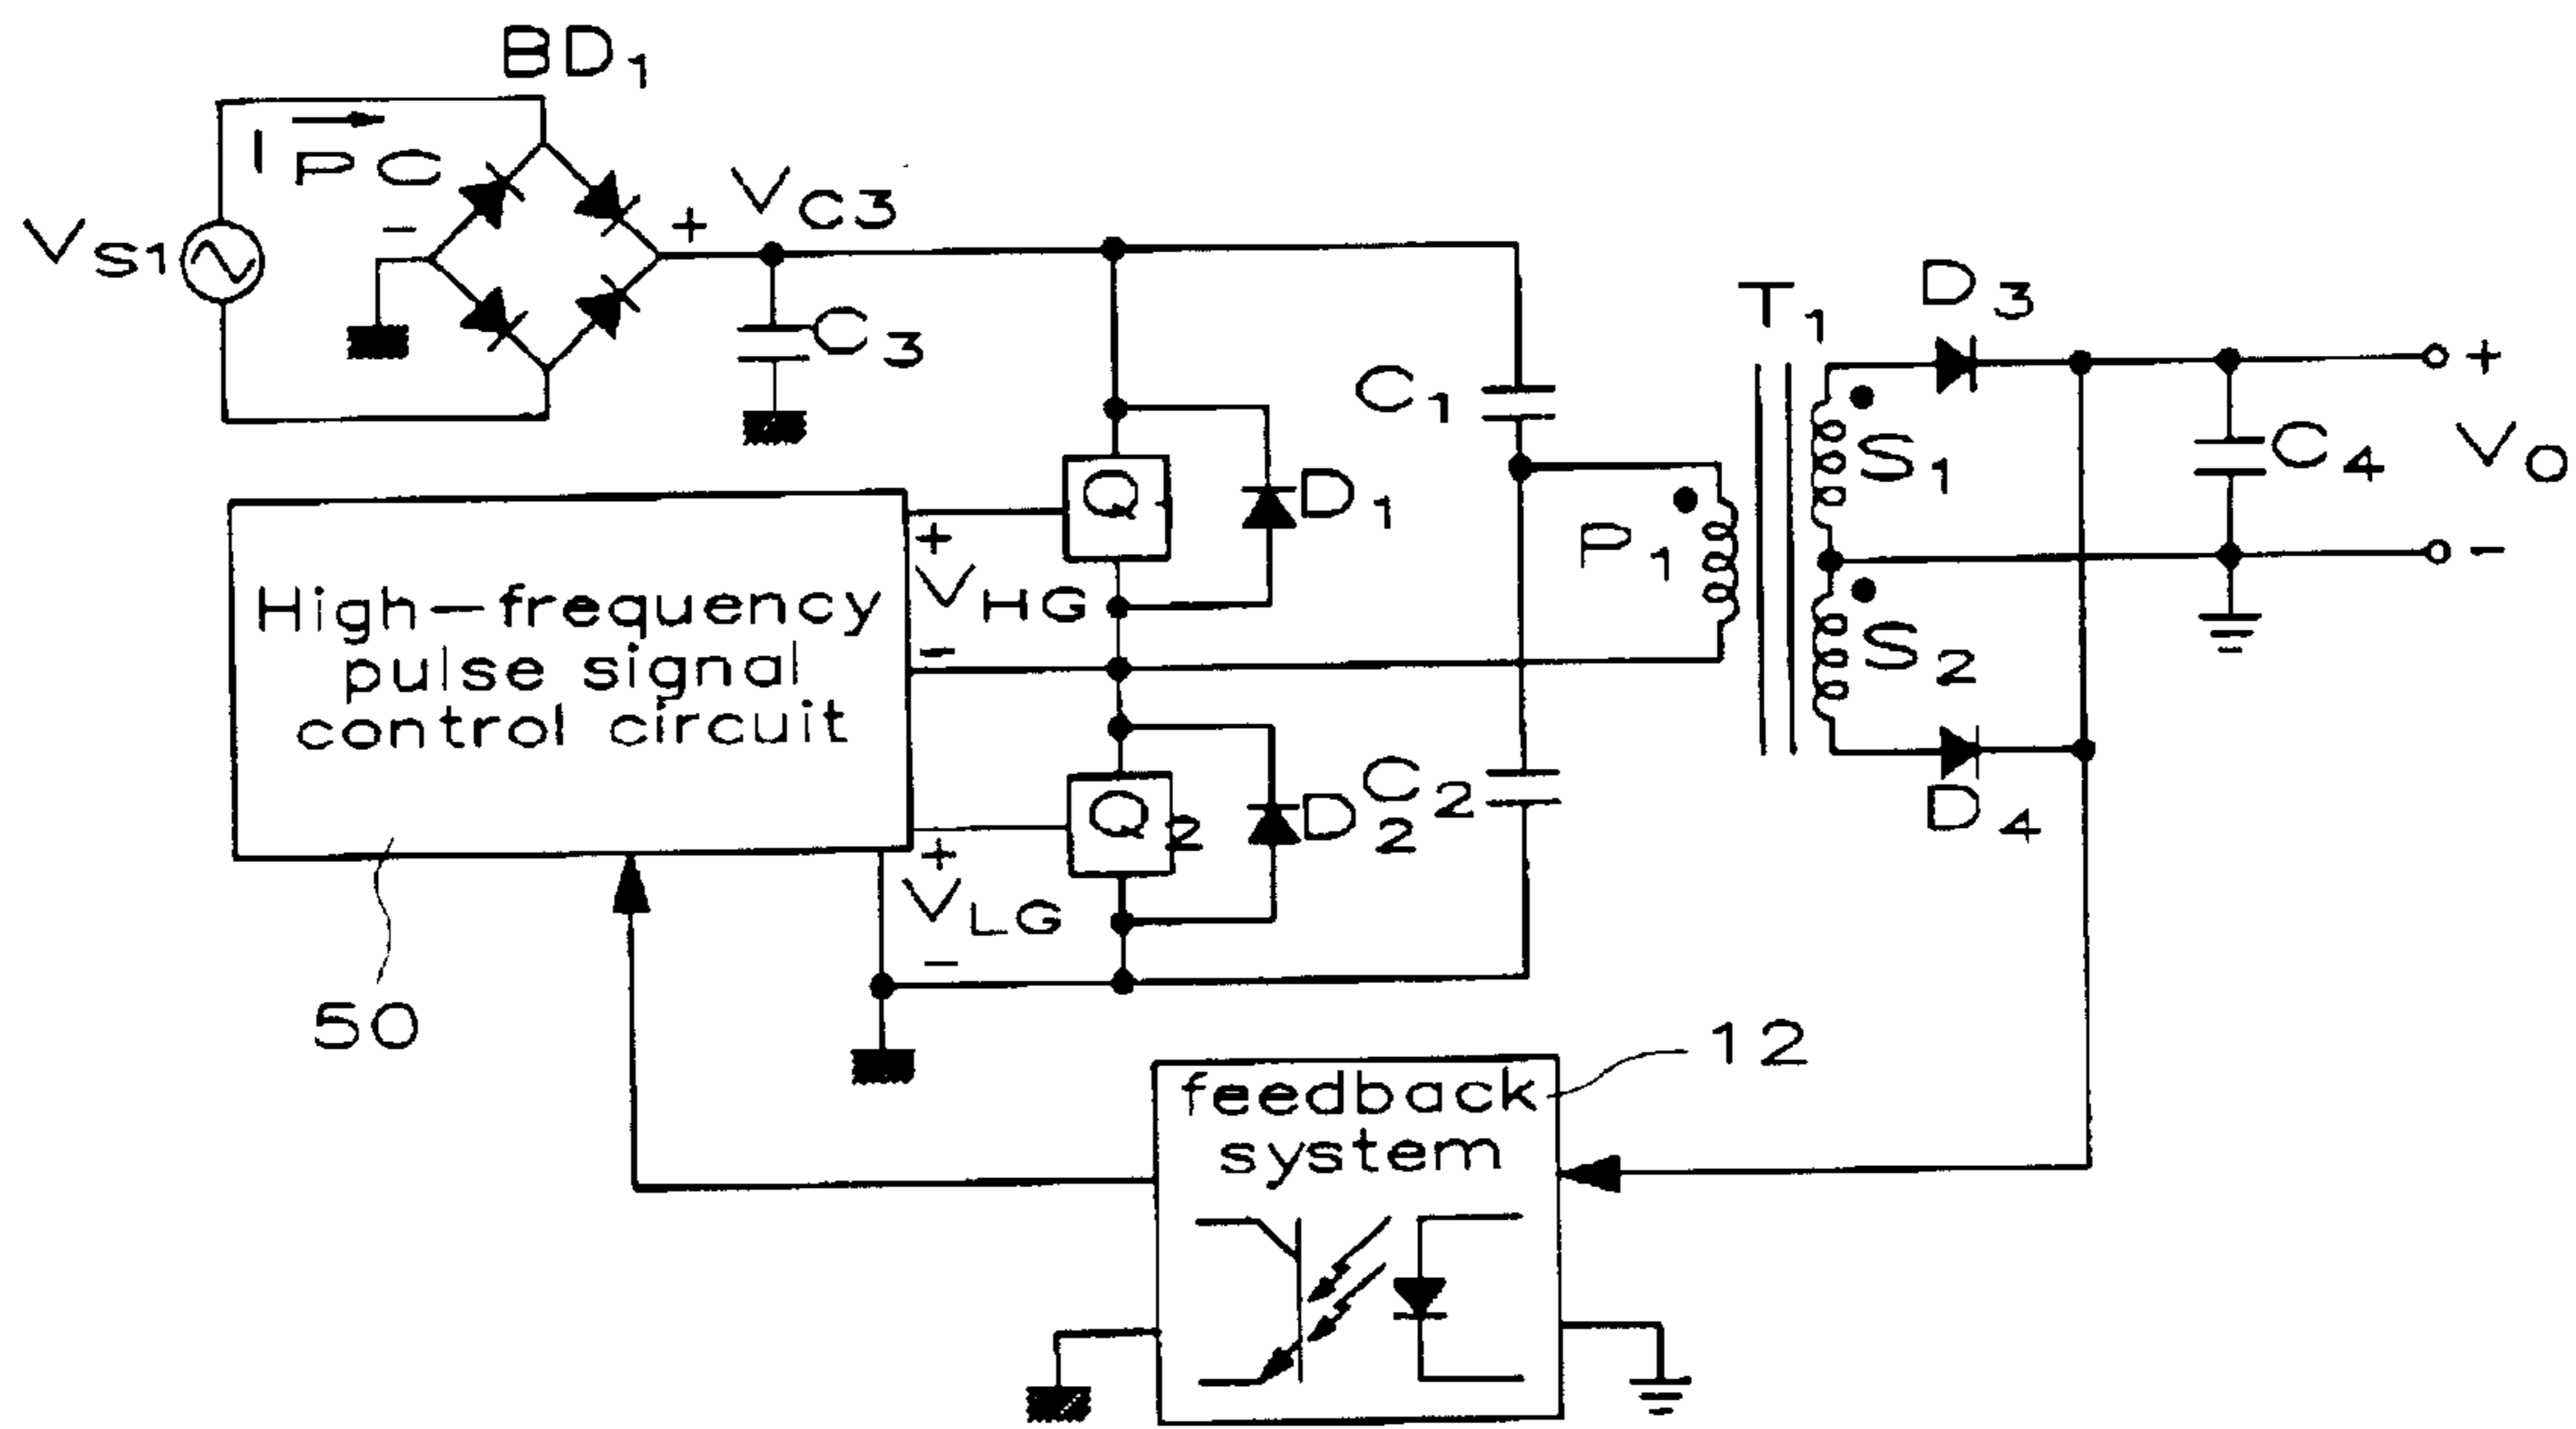 BD1
IPC
VS1
-
+
VC3
C3
High-frequency
pulse signal
control circuit
50
+
VHG
-
+
VLG
-
Q1
D1
Q2
D2
C1
C2
P1
T1
S1
S2
D3
D4
C4
+
VO
-
12
feedback
system